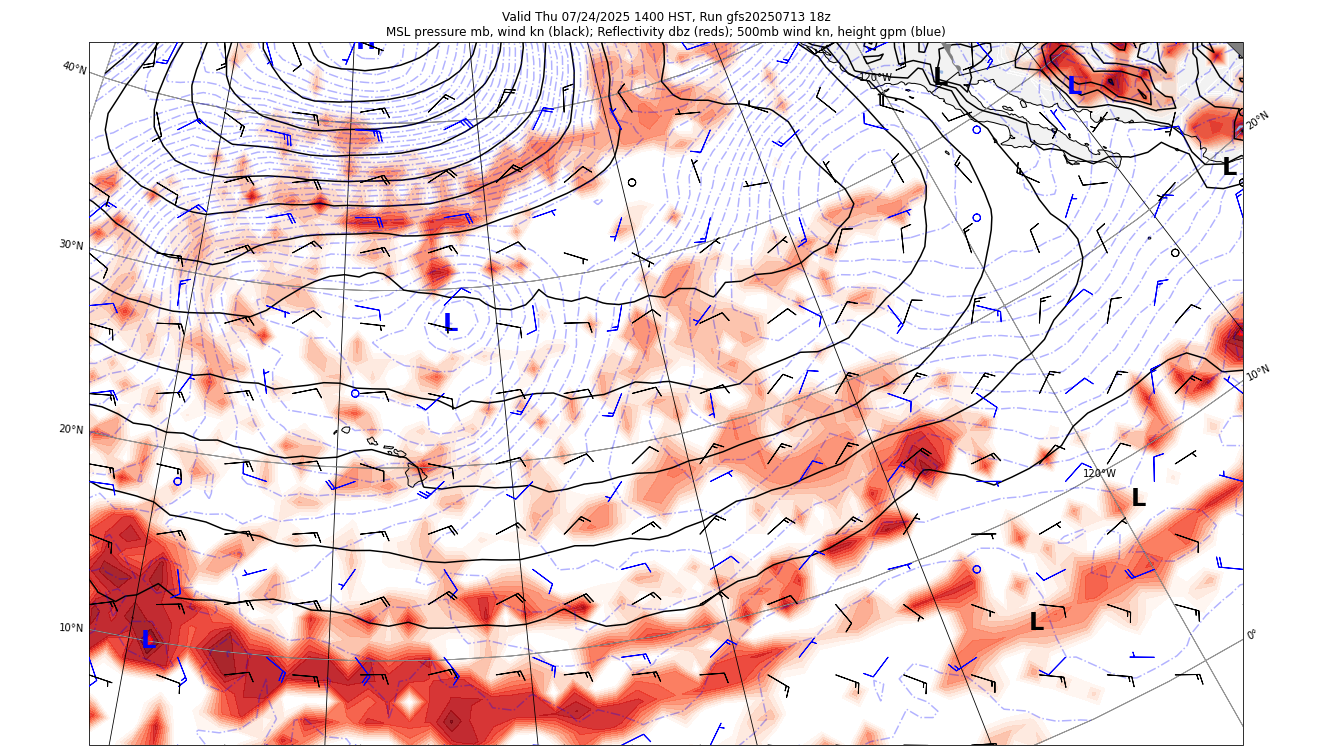 Valid Thu 07/24/2025 1400 HST, Run gfs20250713 18z
MSL pressure mb, wind kn (black); Reflectivity dbz (reds); 500mb wind kn, height gpm (blue)
H
40°N
120°W
L
L
20°N
L
30°N
L
10°N
20°N
120°W
L
10°N
L
L
0°